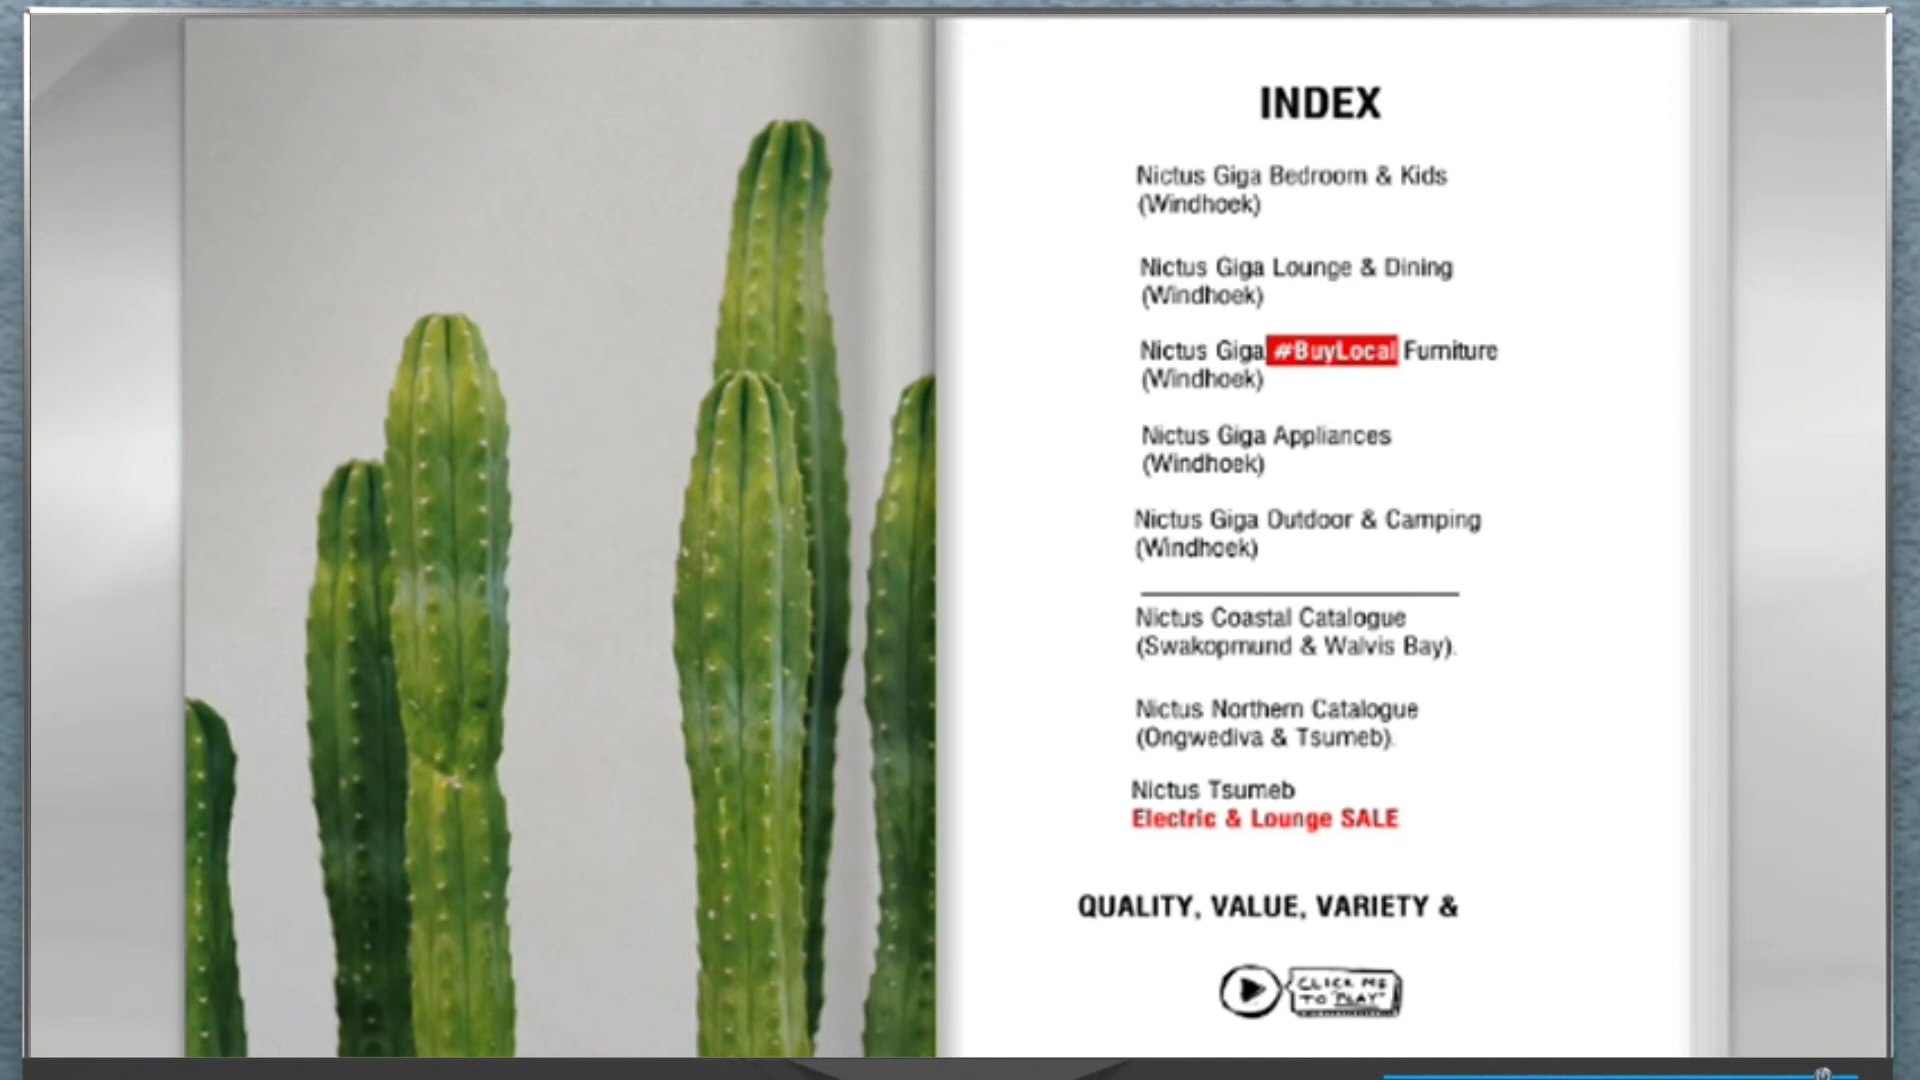 INDEX
Nictus Giga Bedroom & Kids
(Windhoek)
Nictus Giga Lounge & Dining
(Windhoek)
Nictus Giga #BuyLocal Furniture
(Windhoek)
Nictus Giga Appliances
(Windhoek)
Nictus Giga Outdoor & Camping
(Windhoek)
Nictus Coastal Catalogue
(Swakopmund & Walvis Bay).
Nictus Northern Catalogue
(Ongwediva & Tsumeb).
Nictus Tsumeb
Electric & Lounge SALE
QUALITY, VALUE, VARIETY &
CLICK ME
TO "PLAY"